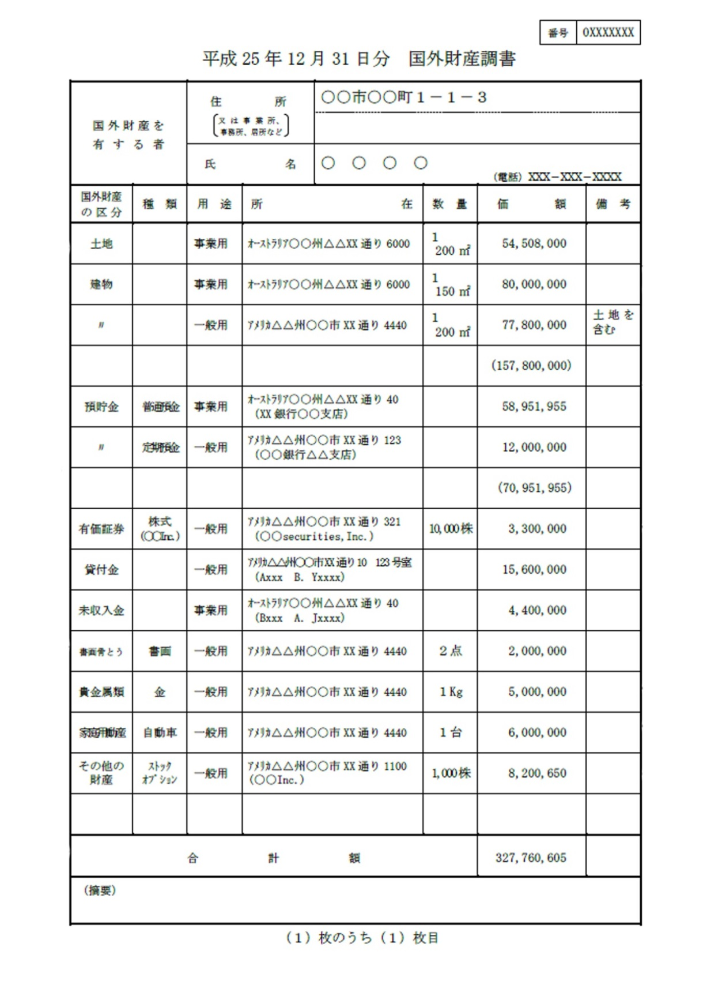 番号 0XXXXXXX
平成 25 年 12 月 31 日分　国外財産調書
国外財産を
有する者
住所
(又は事業所、
事務所、居所など)
○○市○○町１－１－３
氏名
○ ○ ○ ○
(電話) XXX-XXX-XXXX
国外財産
の区分
種類 用途 所在 数量 価額 備考
土地 事業用 ｵｰｽﾄﾗﾘｱ○○州△△XX 通り 6000 1
200 ㎡ 54,508,000
建物 事業用 ｵｰｽﾄﾗﾘｱ○○州△△XX 通り 6000 1
150 ㎡ 80,000,000
〃 一般用 ｱﾒﾘｶ△△州○○市 XX 通り 4440 1
200 ㎡ 77,800,000 土地を
含む
(157,800,000)
預貯金 普通預金 事業用 ｵｰｽﾄﾗﾘｱ○○州△△XX 通り 40
(XX 銀行○○支店) 58,951,955
〃 定期預金 一般用 ｱﾒﾘｶ△△州○○市 XX 通り 123
(○○銀行△△支店) 12,000,000
(70,951,955)
有価証券 株式
(○○Inc.) 一般用 ｱﾒﾘｶ△△州○○市 XX 通り 321
(○○securities,Inc.) 10,000株 3,300,000
貸付金 一般用 ｱﾒﾘｶ△△州○○市XX 通り 10　123 号室
(Axxx　B. Yxxxx) 15,600,000
未収入金 事業用 ｵｰｽﾄﾗﾘｱ○○州△△XX 通り 40
(Bxxx　A. Jxxxx) 4,400,000
書画骨とう 書画 一般用 ｱﾒﾘｶ△△州○○市 XX 通り 4440 2 点 2,000,000
貴金属類 金 一般用 ｱﾒﾘｶ△△州○○市 XX 通り 4440 1 Kg 5,000,000
家庭用動産 自動車 一般用 ｱﾒﾘｶ△△州○○市 XX 通り 4440 1 台 6,000,000
その他の
財産
ｽﾄｯｸ
ｵﾌﾟｼｮﾝ
一般用 ｱﾒﾘｶ△△州○○市 XX 通り 1100
(○○Inc.) 1,000株 8,200,650
合計額 327,760,605
(摘要)
(１) 枚のうち (１) 枚目